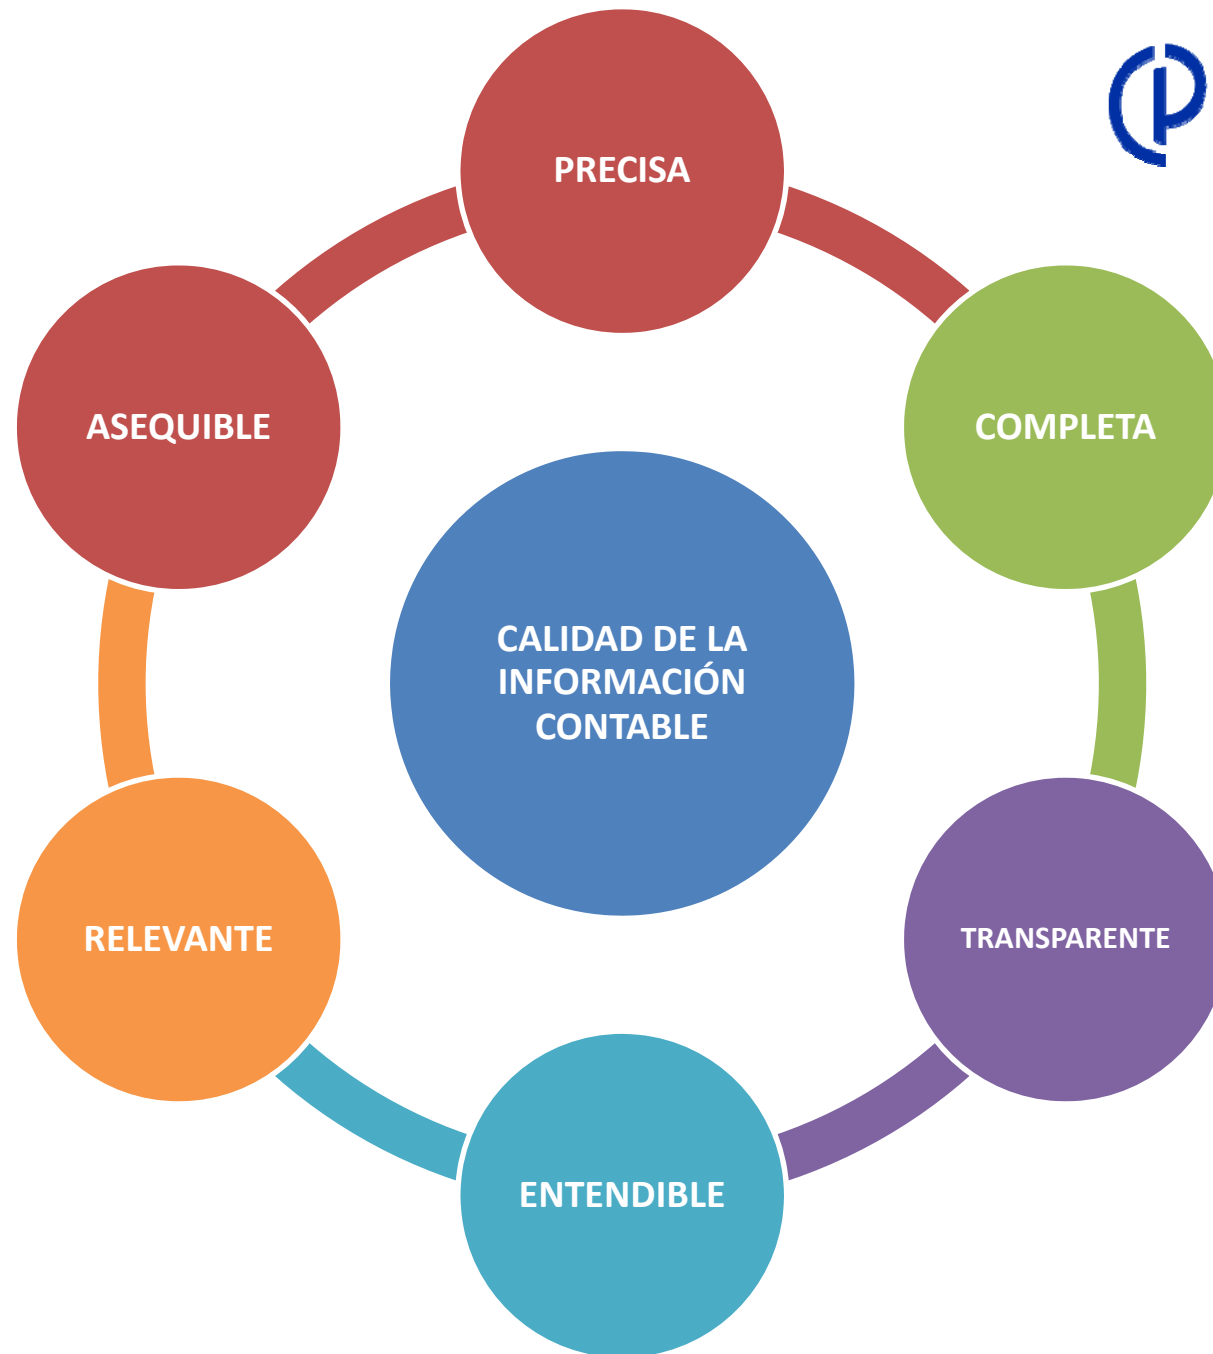 PRECISA
COMPLETA
TRANSPARENTE
ENTENDIBLE
RELEVANTE
ASEQUIBLE
CALIDAD DE LA
INFORMACIÓN
CONTABLE